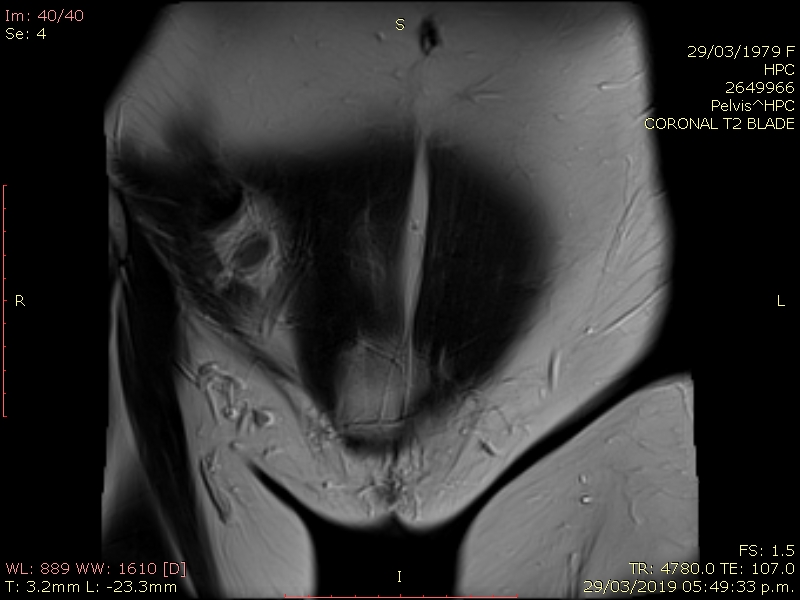 Im: 40/40
Se: 4
S
29/03/1979 F
HPC
2649966
Pelvis^HPC
CORONAL T2 BLADE
R
L
WL: 889 WW: 1610 [D]
T: 3.2mm L: -23.3mm
I
FS: 1.5
TR: 4780.0 TE: 107.0
29/03/2019 05:49:33 p.m.